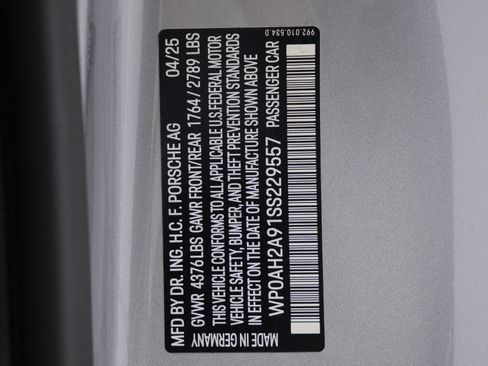 MFD BY DR. ING. H.C. F. PORSCHE AG 04/25
GVWR 4376 LBS GAWR FRONT/REAR 1764/2789 LBS
THIS VEHICLE CONFORMS TO ALL APPLICABLE U.S. FEDERAL MOTOR
VEHICLE SAFETY, BUMPER, AND THEFT PREVENTION STANDARDS
IN EFFECT ON THE DATE OF MANUFACTURE SHOWN ABOVE
WP0AH2A91SS229557 PASSENGER CAR
MADE IN GERMANY
992.010.534.D